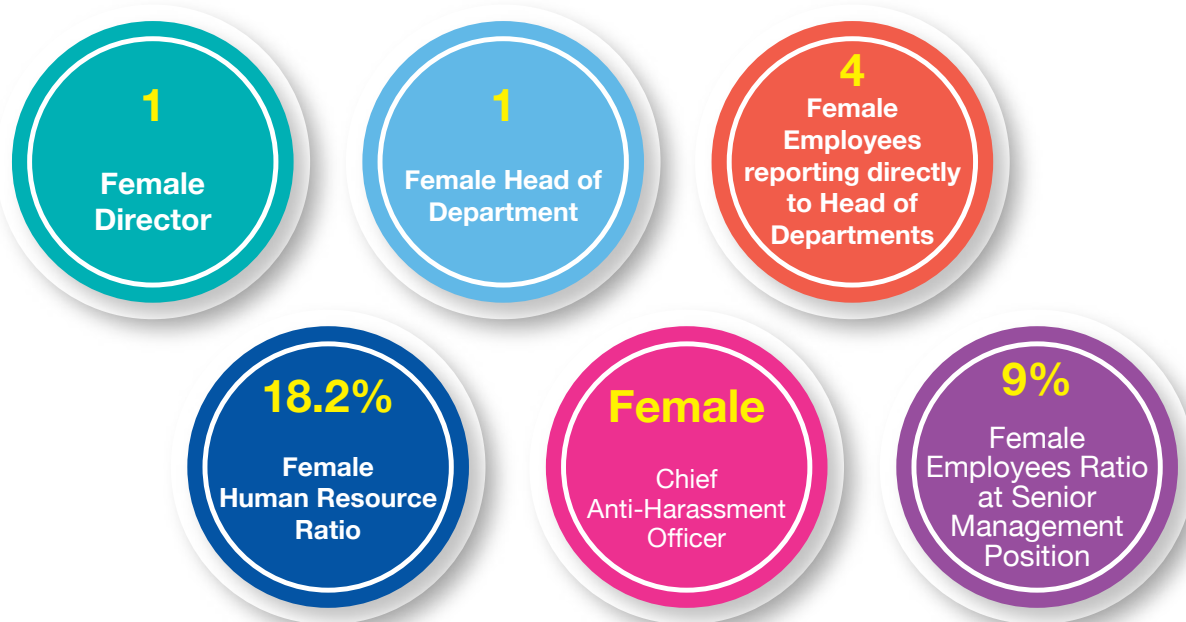 1
Female
Director
1
Female Head of
Department
4
Female
Employees
reporting directly
to Head of
Departments
18.2%
Female
Human Resource
Ratio
Female
Chief
Anti-Harassment
Officer
9%
Female
Employees Ratio
at Senior
Management
Position